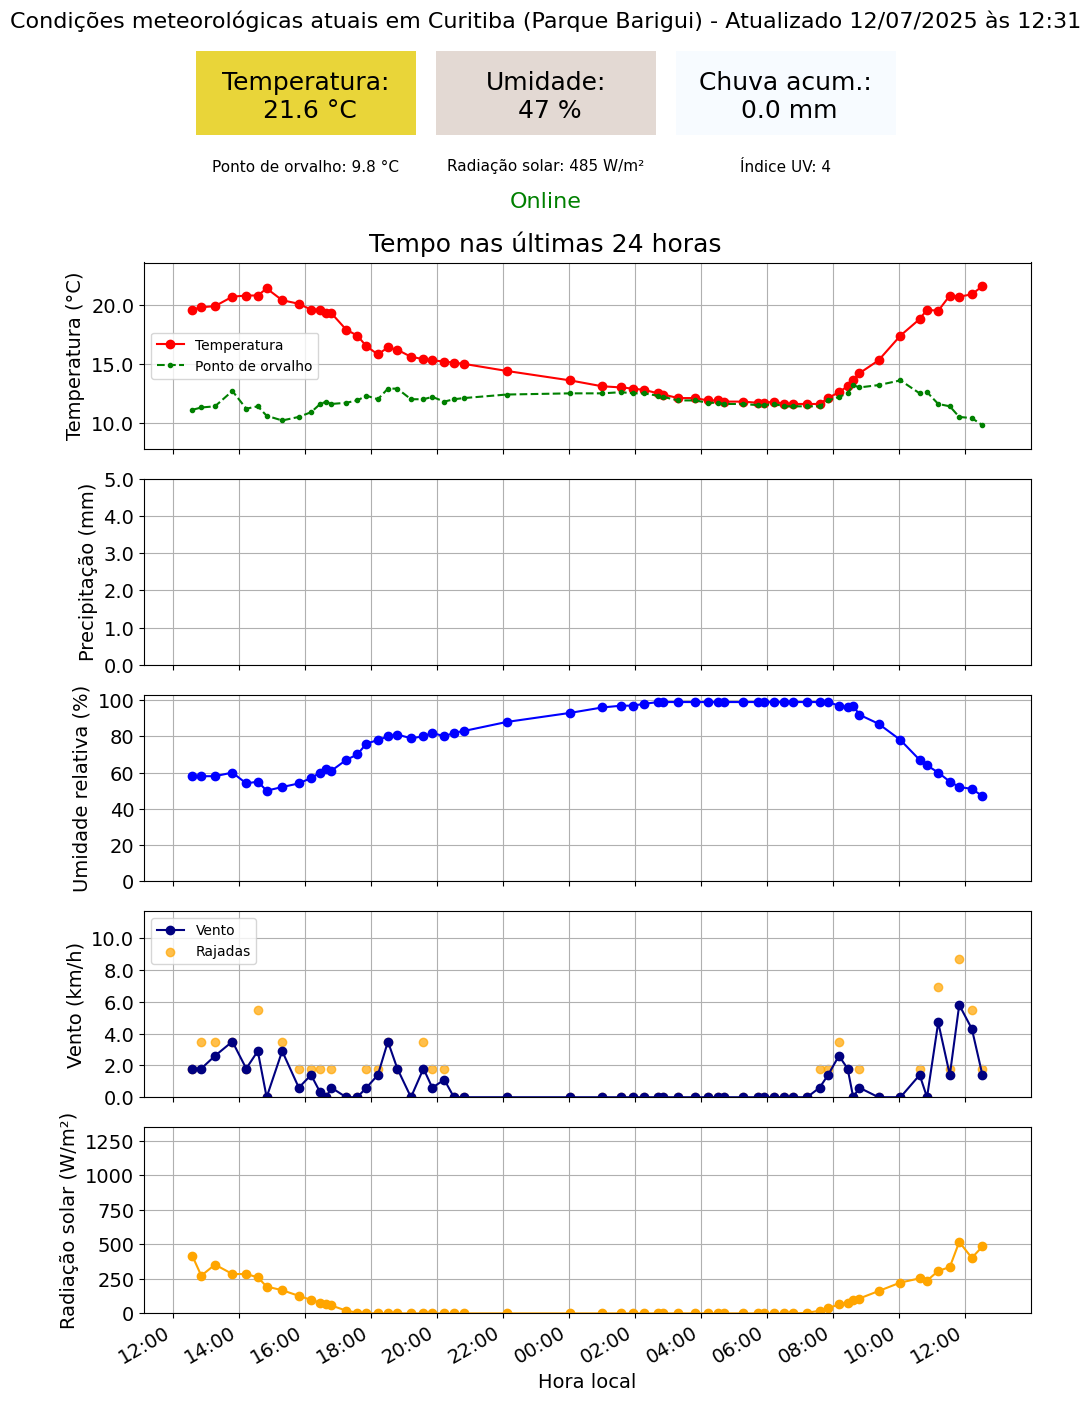 Condições meteorológicas atuais em Curitiba (Parque Barigui) - Atualizado 12/07/2025 às 12:31
Temperatura:
21.6 °C
Umidade:
47 %
Chuva acum.:
0.0 mm
Ponto de orvalho: 9.8 °C
Radiação solar: 485 W/m²
Índice UV: 4
Online
Tempo nas últimas 24 horas
Temperatura (°C)
20.0
15.0
10.0
Temperatura
Ponto de orvalho
Precipitação (mm)
5.0
4.0
3.0
2.0
1.0
0.0
Umidade relativa (%)
100
80
60
40
20
0
Vento (km/h)
10.0
8.0
6.0
4.0
2.0
0.0
Vento
Rajadas
Radiação solar (W/m²)
1250
1000
750
500
250
0
12:00
14:00
16:00
18:00
20:00
22:00
00:00
02:00
04:00
06:00
08:00
10:00
12:00
Hora local